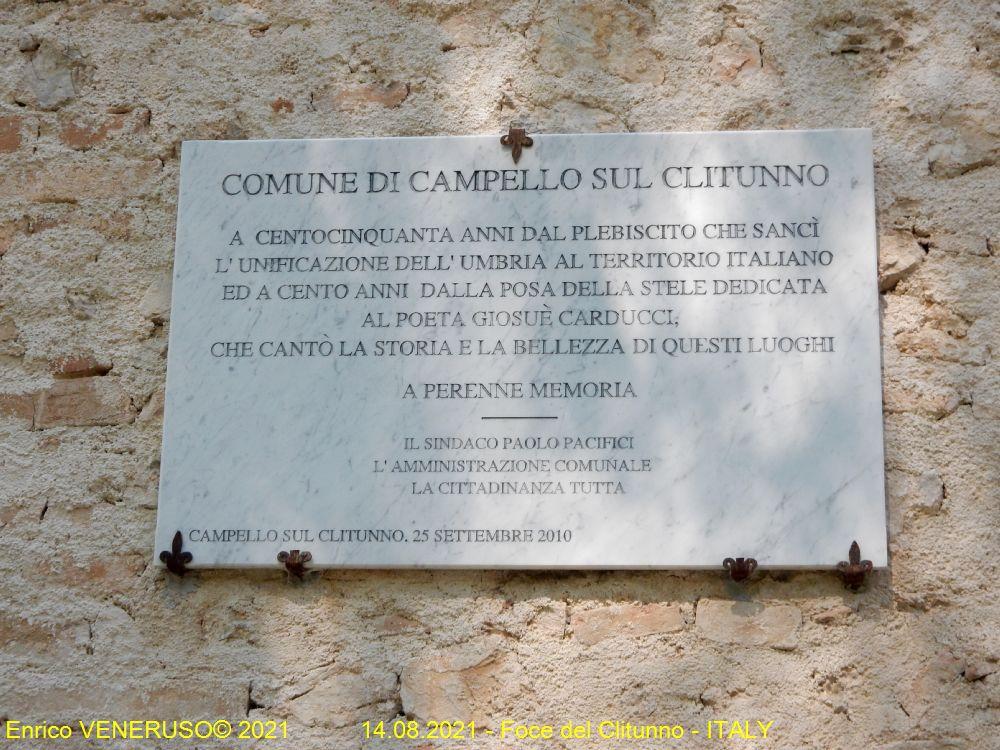 COMUNE DI CAMPELLO SUL CLITUNNO
A CENTOCINQUANTA ANNI DAL PLEBISCITO CHE SANCÌ
L' UNIFICAZIONE DELL' UMBRIA AL TERRITORIO ITALIANO
ED A CENTO ANNI DALLA POSA DELLA STELE DEDICATA
AL POETA GIOSUÈ CARDUCCI,
CHE CANTÒ LA STORIA E LA BELLEZZA DI QUESTI LUOGHI
A PERENNE MEMORIA
IL SINDACO PAOLO PACIFICI
L'AMMINISTRAZIONE COMUNALE
LA CITTADINANZA TUTTA
CAMPELLO SUL CLITUNNO, 25 SETTEMBRE 2010
Enrico VENERUSO© 2021 14.08.2021 - Foce del Clitunno - ITALY